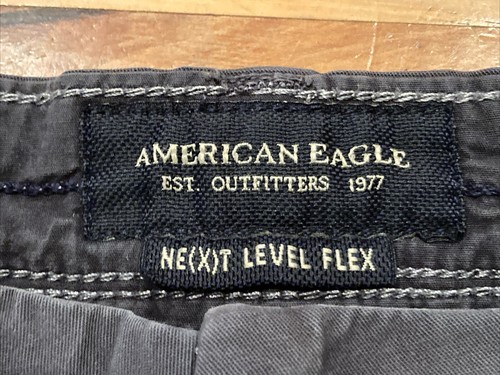 AMERICAN EAGLE
EST. OUTFITTERS 1977
NE(X)T LEVEL FLEX